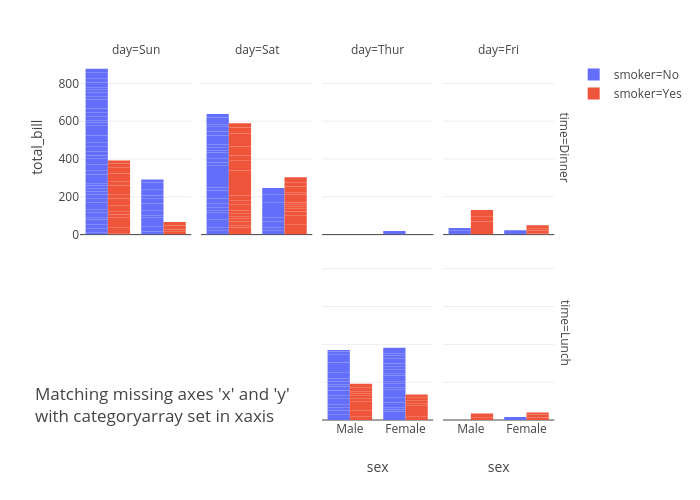 day=Sun
day=Sat
day=Thur
day=Fri
smoker=No
smoker=Yes
total_bill
800
600
400
200
0
time=Dinner
time=Lunch
Matching missing axes 'x' and 'y'
with categoryarray set in xaxis
Male
Female
Male
Female
sex
sex